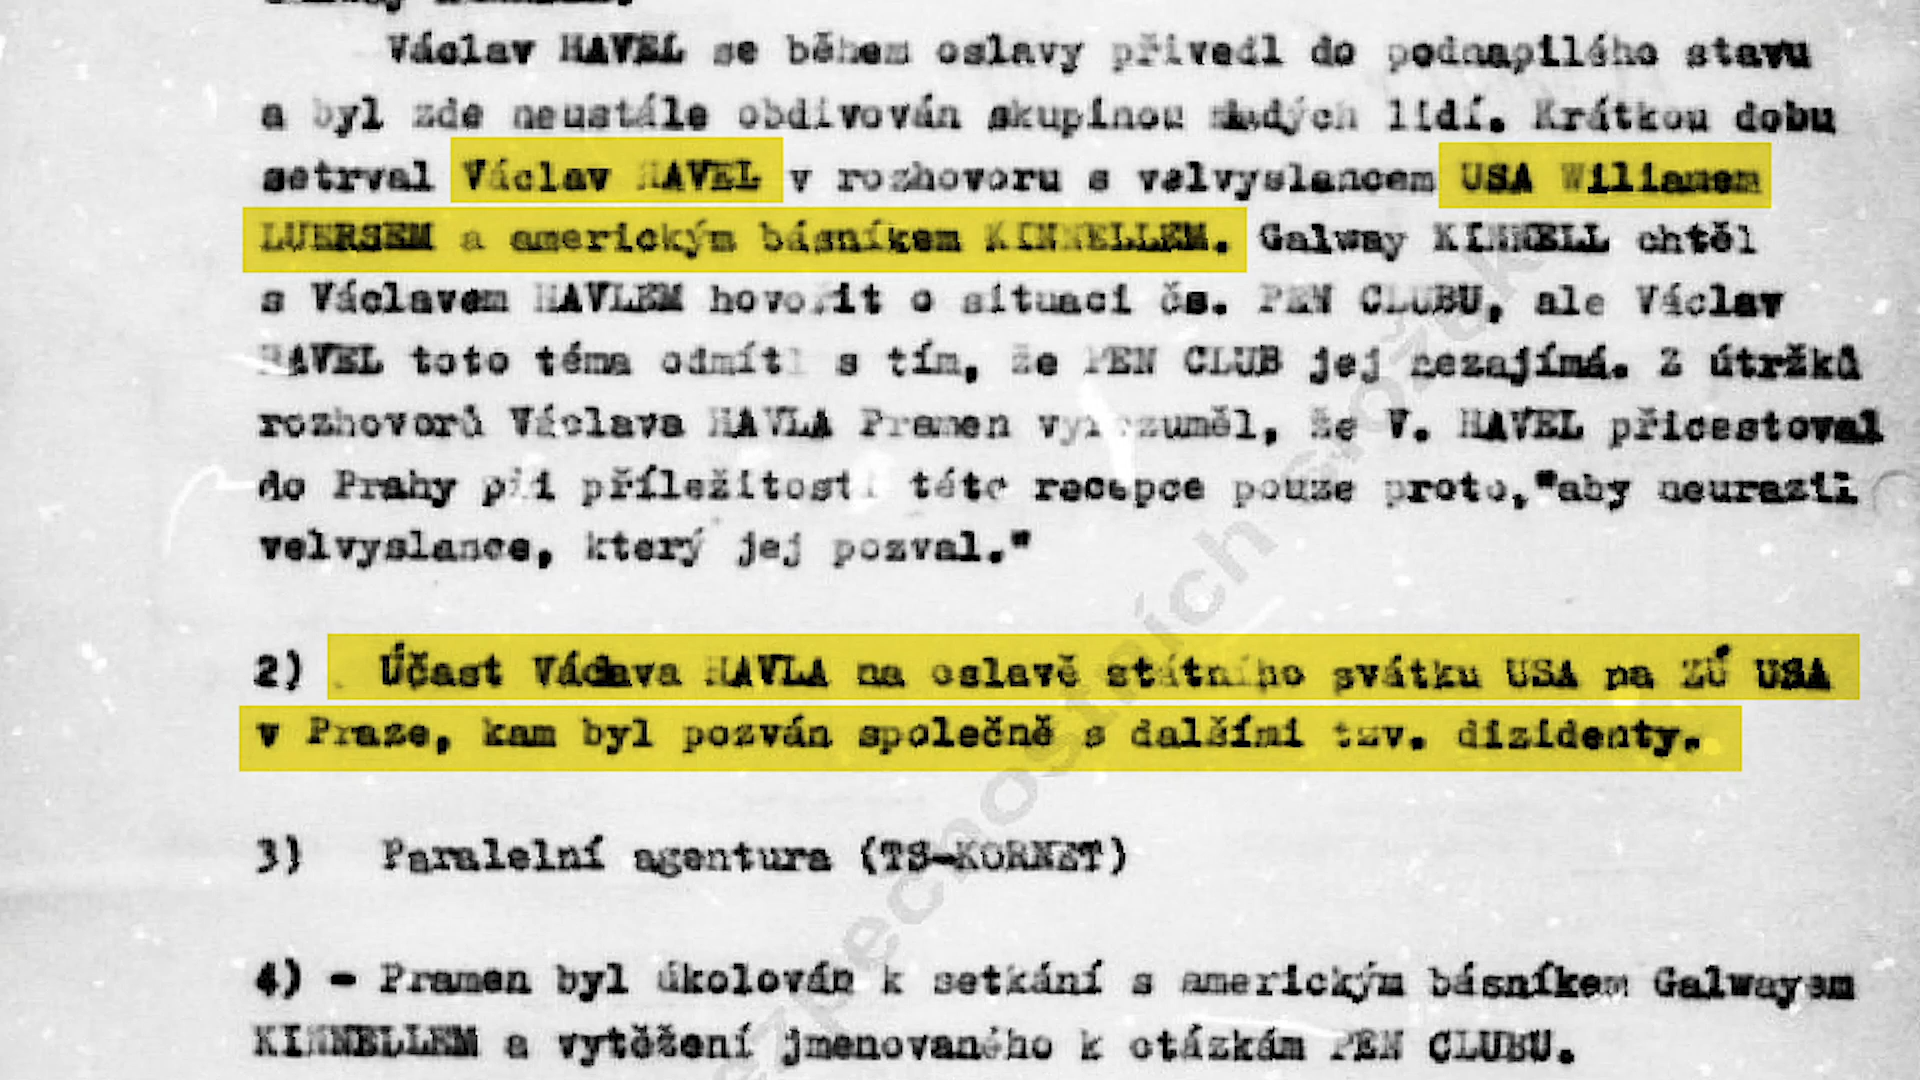 Václav HAVEL se během oslavy přivedl do podnapilého stavu
a byl zde neustále obdivován skupinou mladých lidí. Krátkou dobu
setrval Václav HAVEL v rozhovoru s velvyslancem USA Wiliamem
LUERSEM a americkým básníkem KINNELLEM. Galway KINNELL chtěl
s Václavem HAVLEM hovořit o situaci čs. PEN CLUBU, ale Václav
HAVEL toto téma odmítl s tím, že PEN CLUB jej nezajímá. Z útržků
rozhovorů Václava HAVLA Pramen vyrozuměl, že V. HAVEL přicestoval
do Prahy při příležitosti této recepce pouze proto,"aby neurazil
velvyslance, který jej pozval."
2) Účast Václava HAVLA na oslavě státního svátku USA na ZÚ USA
v Praze, kam byl pozván společně s dalšími tzv. dizidenty.
3) Paralelní agentura (TS-KORNET)
4) - Pramen byl úkolován k setkání s americkým básníkem Galwayem
KINNELLEM a vytěžení jmenovaného k otázkám PEN CLUBU.